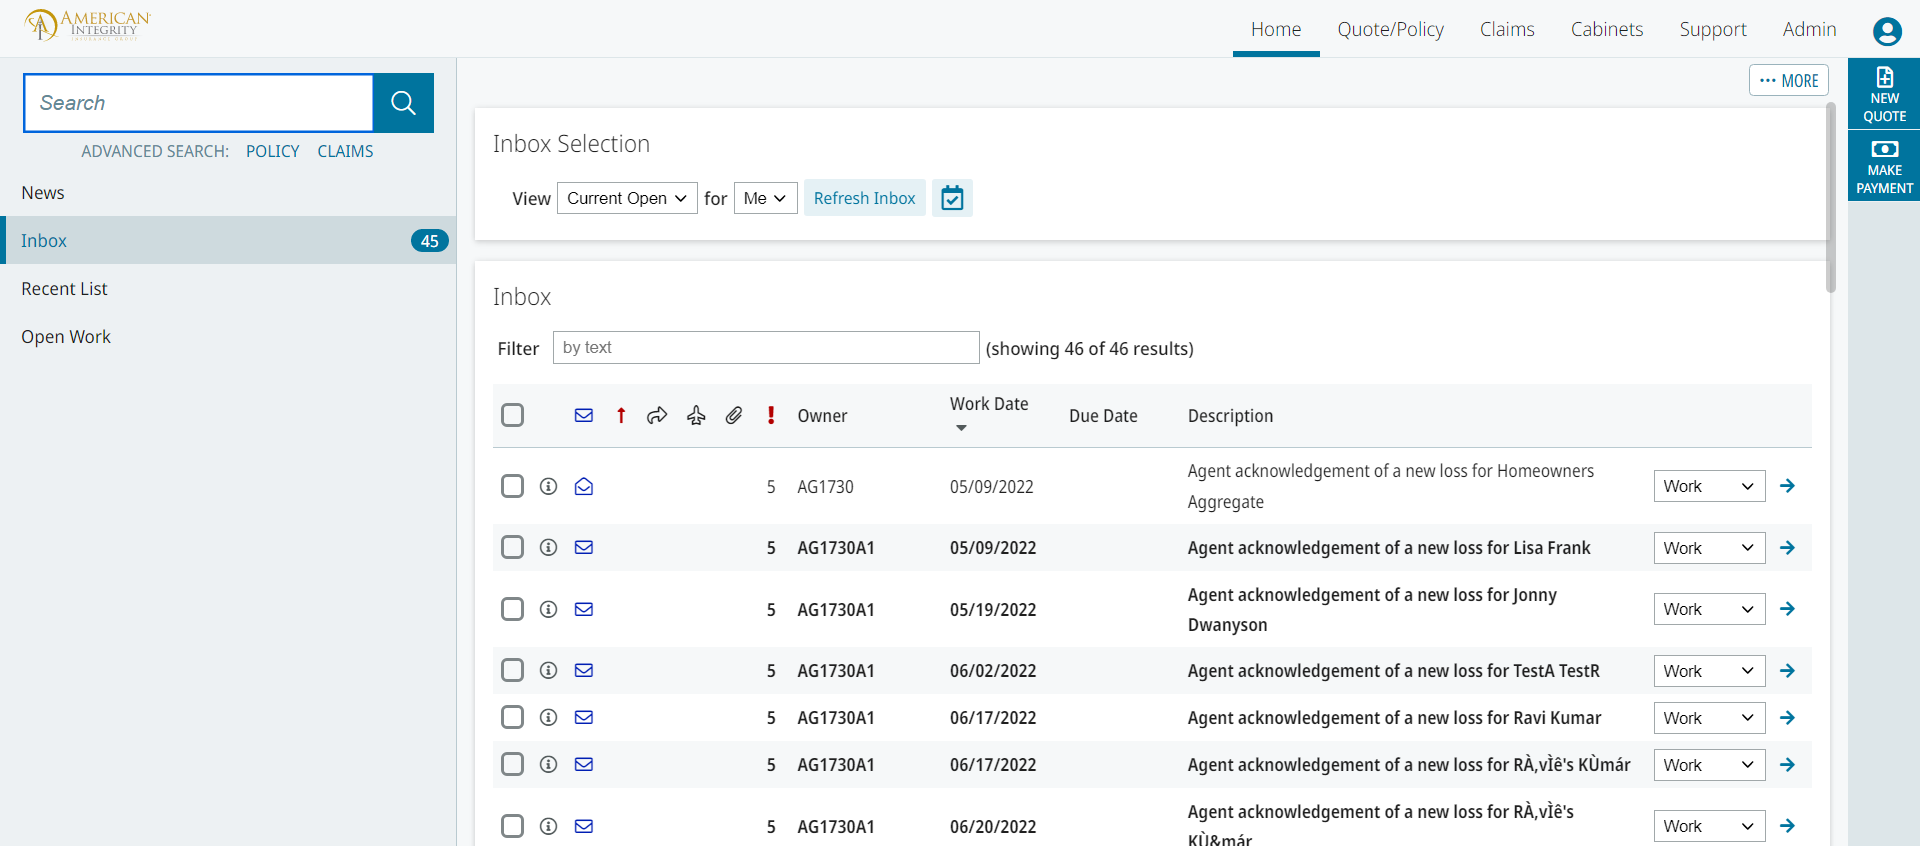 AMERICAN
INTEGRITY
INSURANCE GROUP
Home Quote/Policy Claims Cabinets Support Admin
Search
ADVANCED SEARCH: POLICY CLAIMS
News
Inbox 45
Recent List
Open Work
··· MORE
NEW
QUOTE
MAKE
PAYMENT
Inbox Selection
View Current Open for Me Refresh Inbox
Inbox
Filter by text (showing 46 of 46 results)
Owner Work Date Due Date Description
5 AG1730 05/09/2022 Agent acknowledgement of a new loss for Homeowners
Aggregate
Work
5 AG1730A1 05/09/2022 Agent acknowledgement of a new loss for Lisa Frank Work
5 AG1730A1 05/19/2022 Agent acknowledgement of a new loss for Jonny
Dwanyson
Work
5 AG1730A1 06/02/2022 Agent acknowledgement of a new loss for TestA TestR Work
5 AG1730A1 06/17/2022 Agent acknowledgement of a new loss for Ravi Kumar Work
5 AG1730A1 06/17/2022 Agent acknowledgement of a new loss for RÀ,vÌê's KÙmár Work
5 AG1730A1 06/20/2022 Agent acknowledgement of a new loss for RÀ,vÌê's
KÙ&már
Work